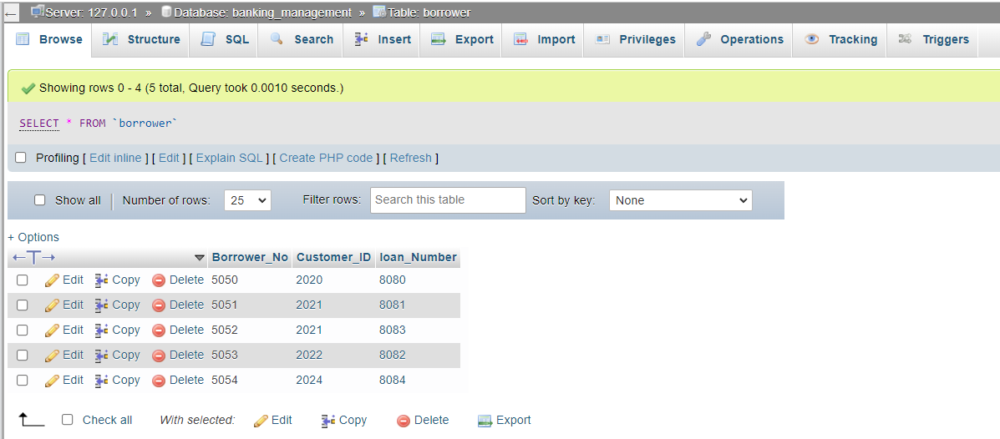 Server: 127.0.0.1 » Database: banking_management » Table: borrower
Browse Structure SQL Search Insert Export Import Privileges Operations Tracking Triggers
Showing rows 0 - 4 (5 total, Query took 0.0010 seconds.)
SELECT * FROM `borrower`
Profiling [ Edit inline ] [ Edit ] [ Explain SQL ] [ Create PHP code ] [ Refresh ]
Show all Number of rows: 25 Filter rows: Search this table Sort by key: None
+ Options
←T→ Borrower_No Customer_ID loan_Number
Edit Copy Delete 5050 2020 8080
Edit Copy Delete 5051 2021 8081
Edit Copy Delete 5052 2021 8083
Edit Copy Delete 5053 2022 8082
Edit Copy Delete 5054 2024 8084
Check all With selected: Edit Copy Delete Export